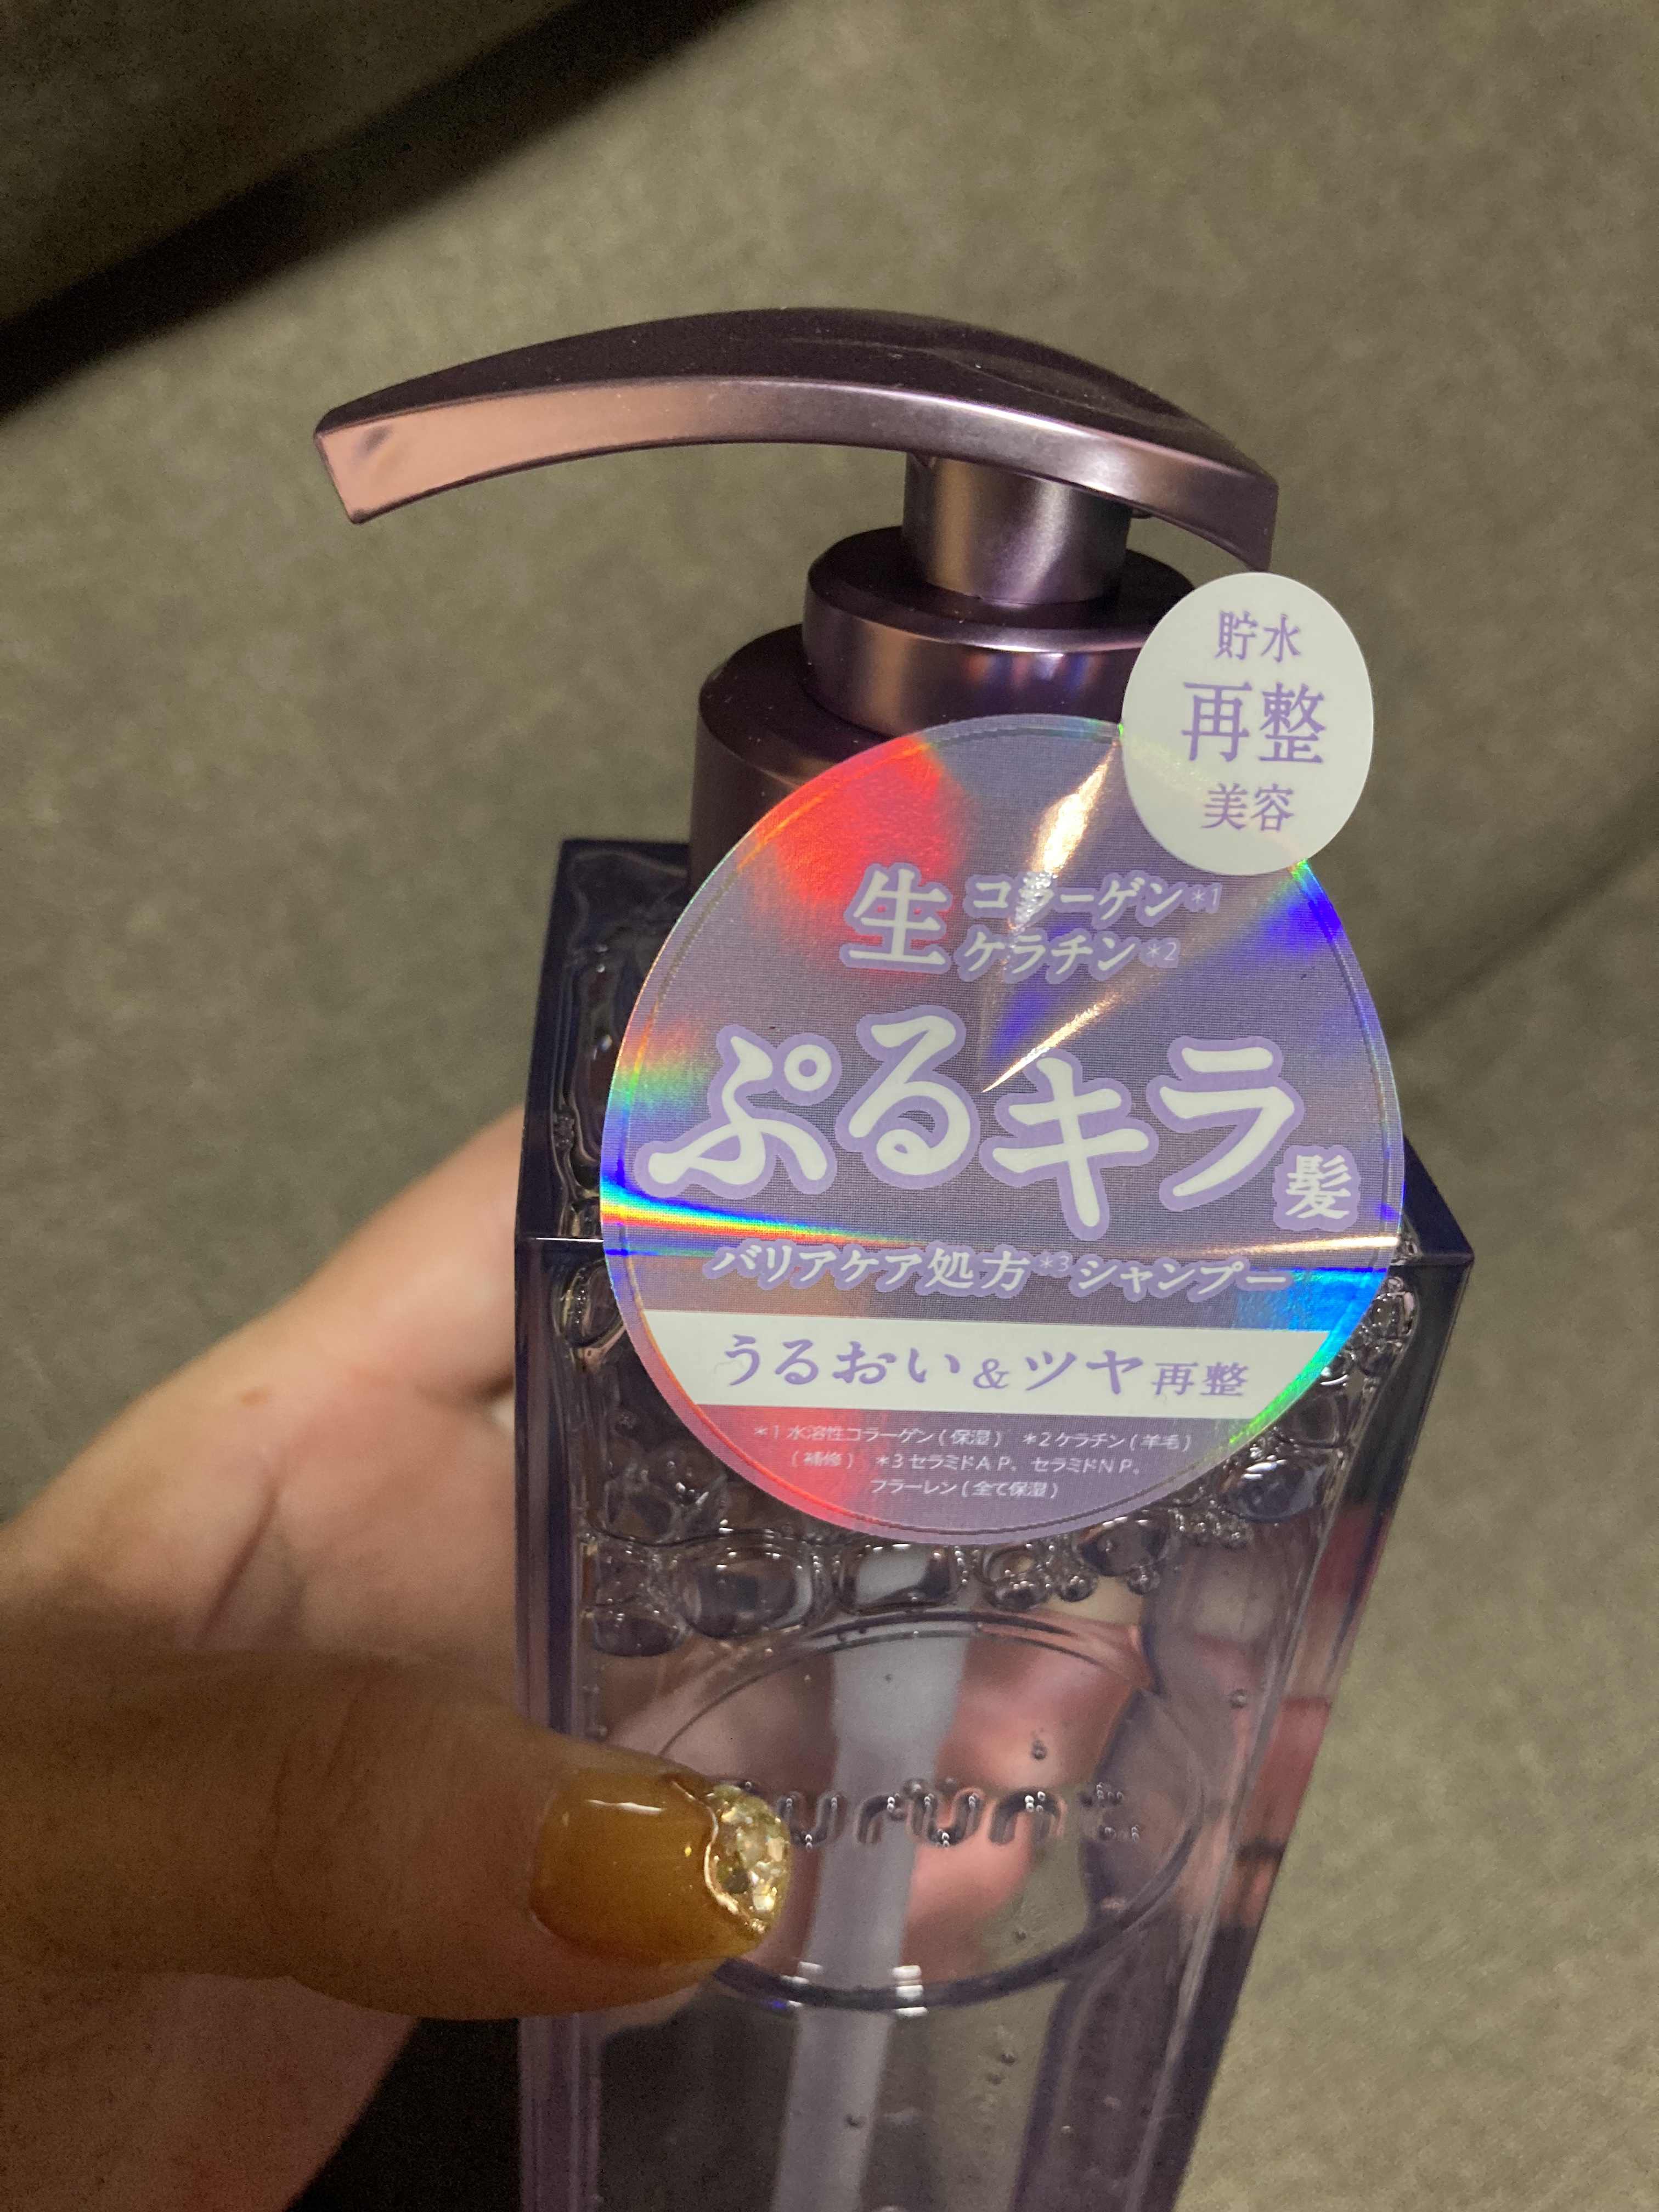 貯水
再整
美容
生コラーゲン*1
ケラチン*2
ぷるキラ髪
バリアケア処方*3シャンプー
うるおい&ツヤ再整
*1 水溶性コラーゲン(保湿) *2ケラチン(羊毛)
(補修) *3セラミドAP、セラミドNP、
フラーレン(全て保湿)